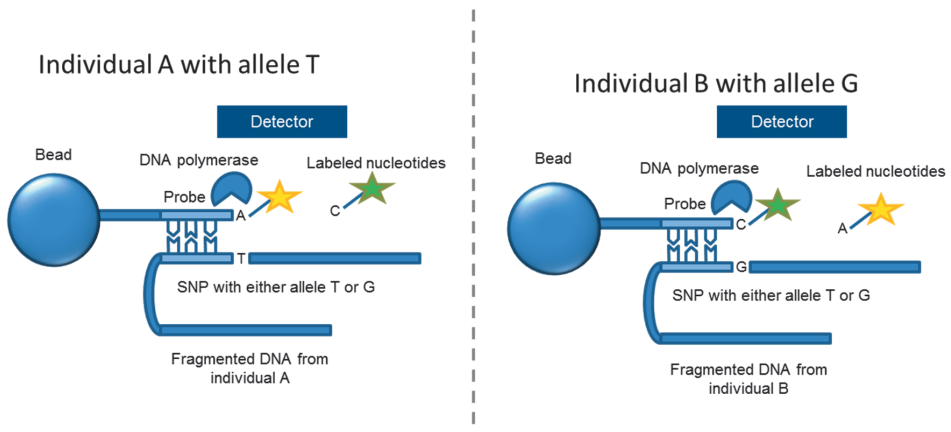 Individual A with allele T
Detector
Bead
DNA polymerase
Labeled nucleotides
Probe
A
C
T
SNP with either allele T or G
Fragmented DNA from
individual A
Individual B with allele G
Detector
Bead
DNA polymerase
Labeled nucleotides
Probe
C
A
G
SNP with either allele T or G
Fragmented DNA from
individual B